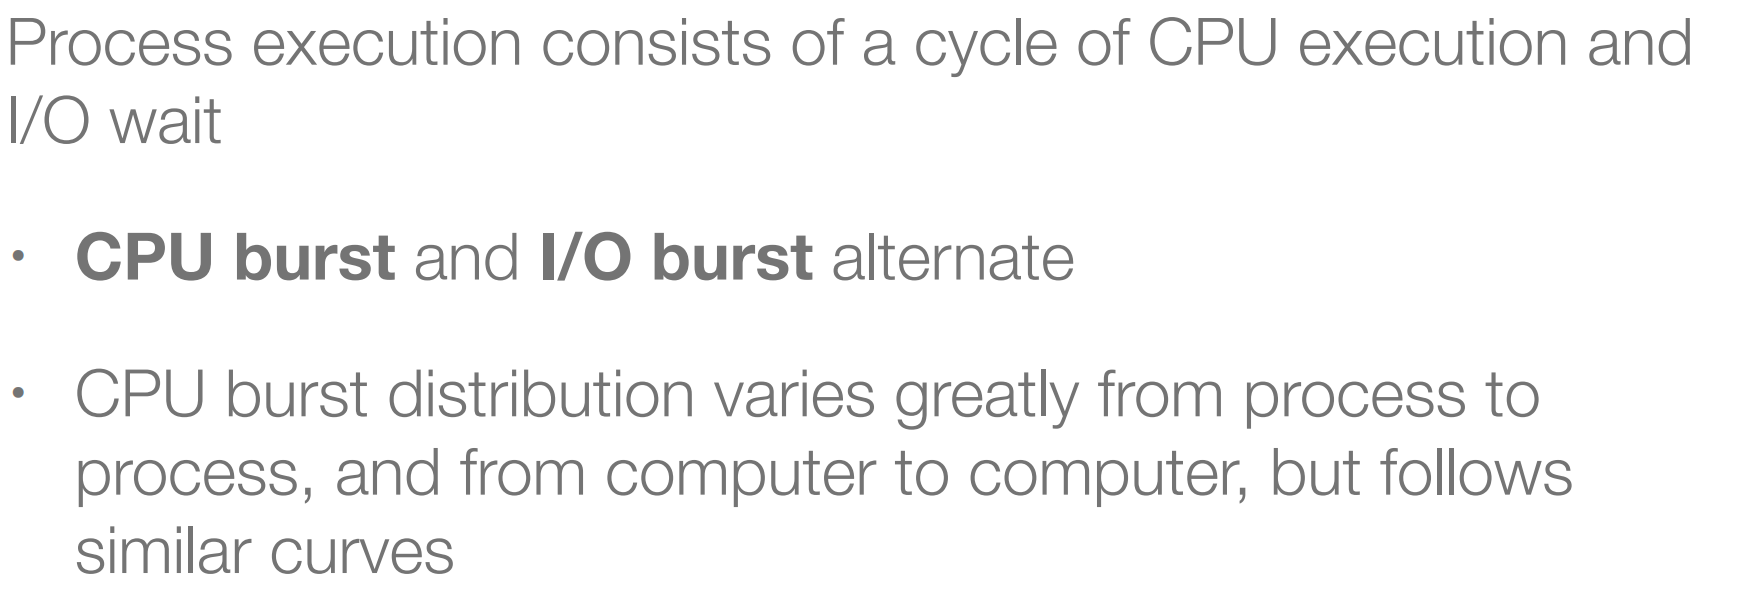 Process execution consists of a cycle of CPU execution and
I/O wait
• CPU burst and I/O burst alternate
• CPU burst distribution varies greatly from process to
process, and from computer to computer, but follows
similar curves